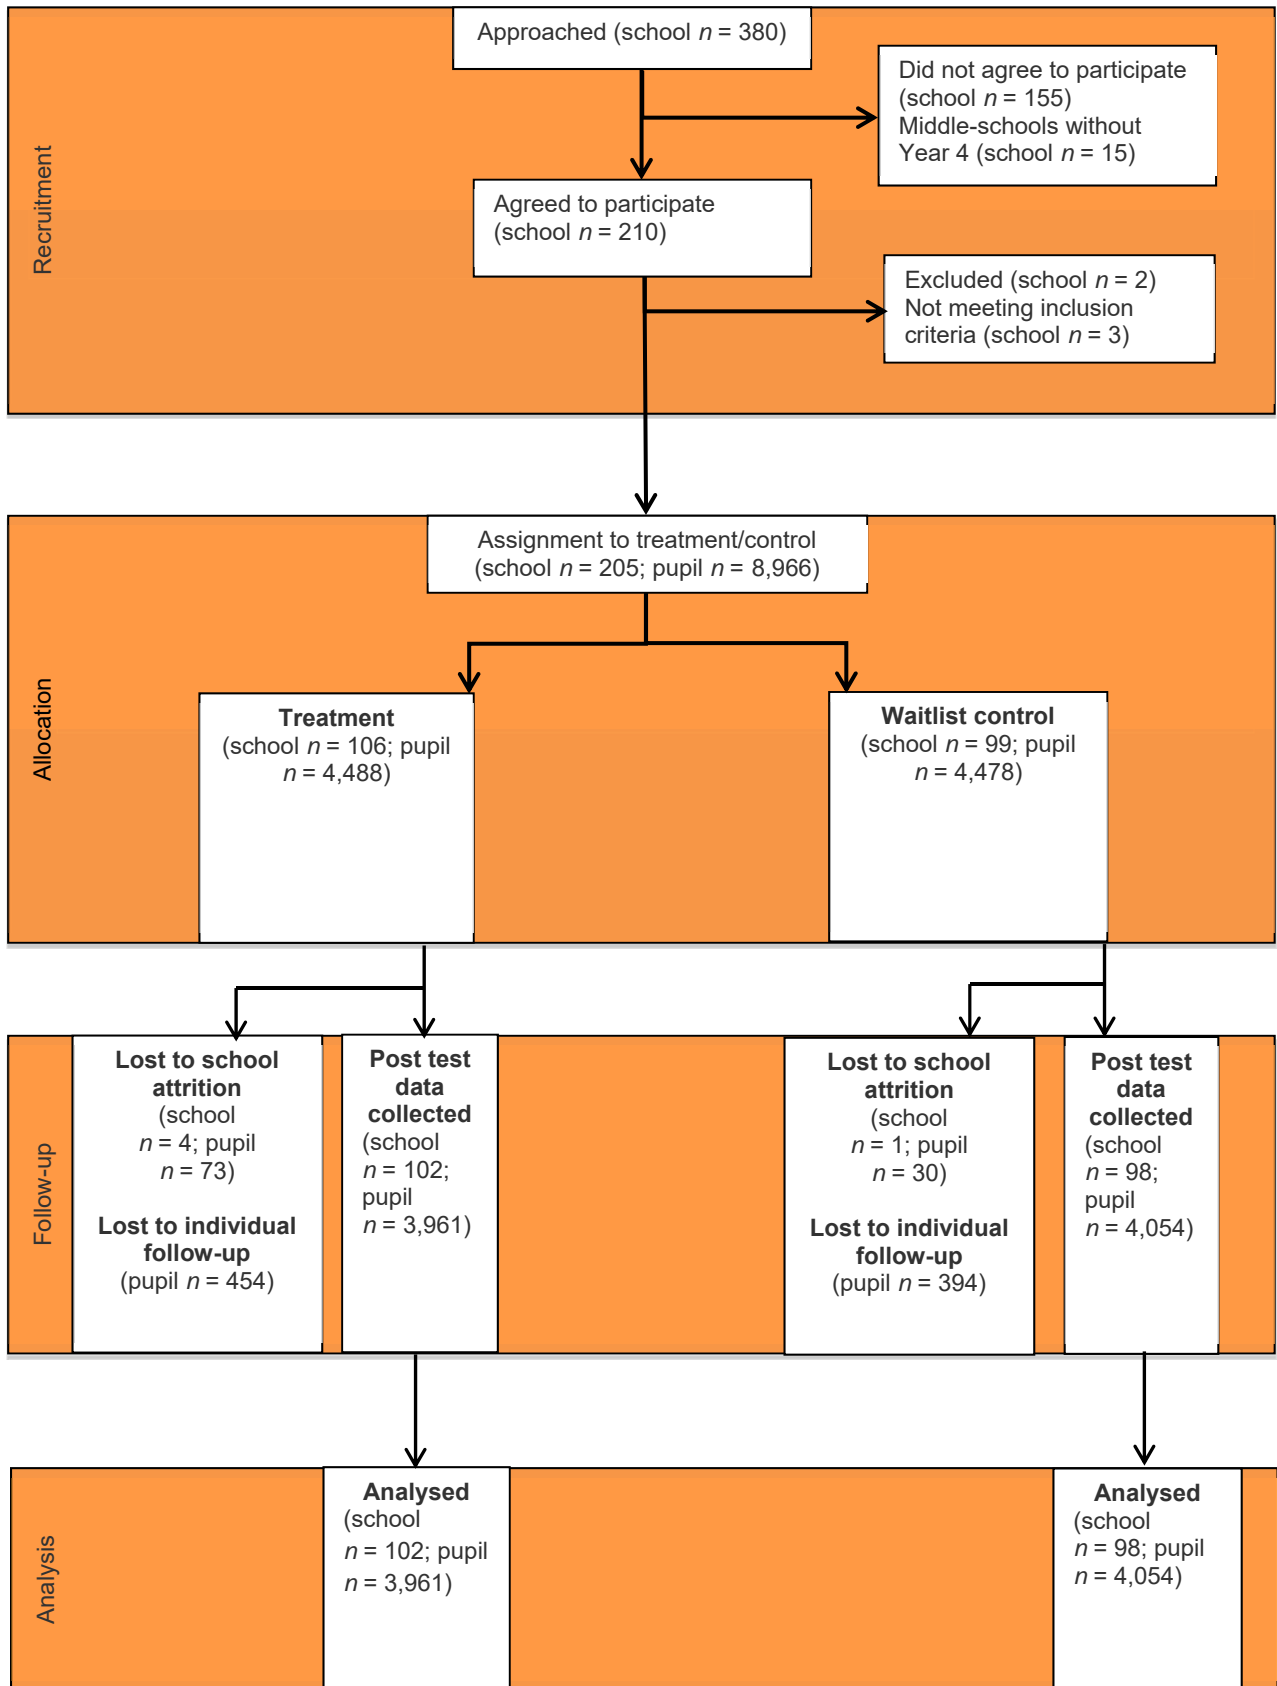 Approached (school n = 380)
Did not agree to participate
(school n = 155)
Middle-schools without
Year 4 (school n = 15)
Recruitment
Agreed to participate
(school n = 210)
Excluded (school n = 2)
Not meeting inclusion
criteria (school n = 3)
Assignment to treatment/control
(school n = 205; pupil n = 8,966)
Allocation
Treatment
(school n = 106; pupil
n = 4,488)
Waitlist control
(school n = 99; pupil
n = 4,478)
Follow-up
Lost to school
attrition
(school
n = 4; pupil
n = 73)
Lost to individual
follow-up
(pupil n = 454)
Post test
data
collected
(school
n = 102;
pupil
n = 3,961)
Lost to school
attrition
(school
n = 1; pupil
n = 30)
Lost to individual
follow-up
(pupil n = 394)
Post test
data
collected
(school
n = 98;
pupil
n = 4,054)
Analysis
Analysed
(school
n = 102; pupil
n = 3,961)
Analysed
(school
n = 98; pupil
n = 4,054)